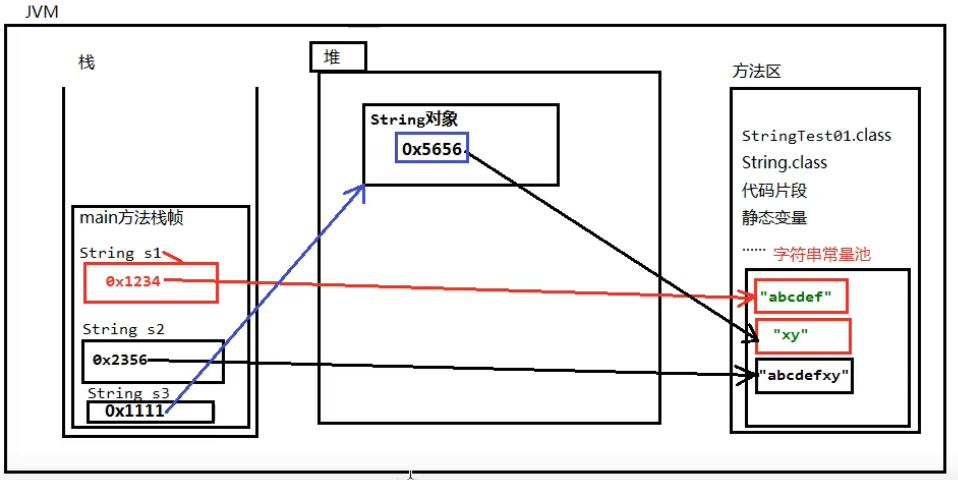 JVM
栈
堆
方法区
String对象
0x5656
StringTest01.class
String.class
代码片段
静态变量
······ 字符串常量池
main方法栈帧
String s1
0x1234
"abcdef"
String s2
"xy"
0x2356
"abcdefxy"
String s3
0x1111